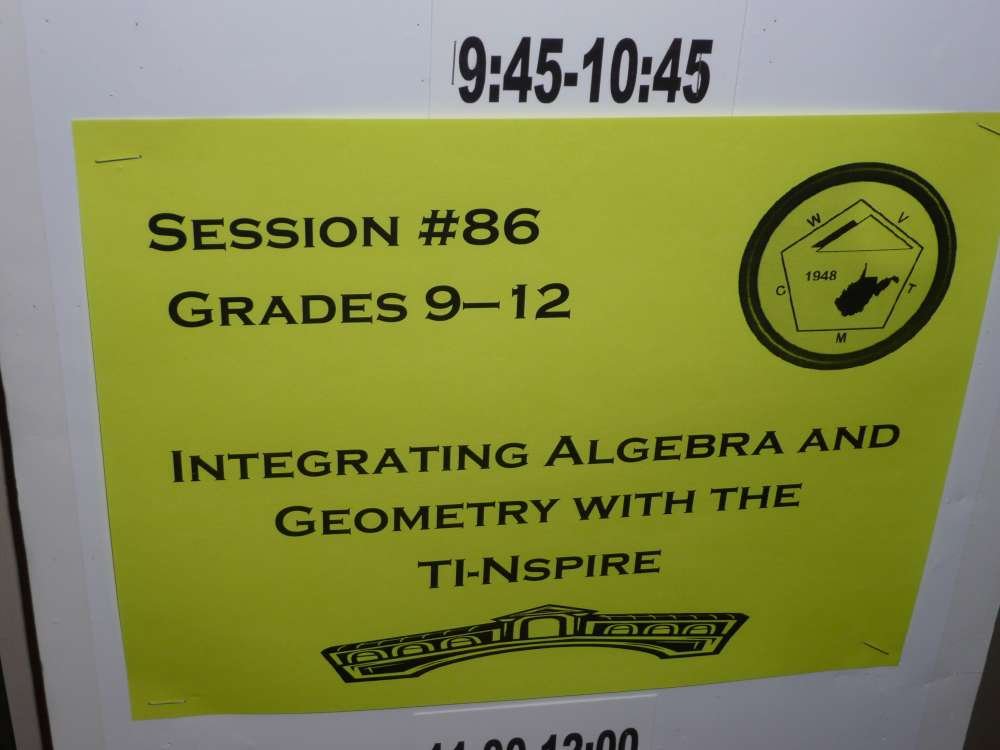 9:45-10:45
SESSION #86
GRADES 9–12
W V
1948
C T
M
INTEGRATING ALGEBRA AND
GEOMETRY WITH THE
TI-NSPIRE